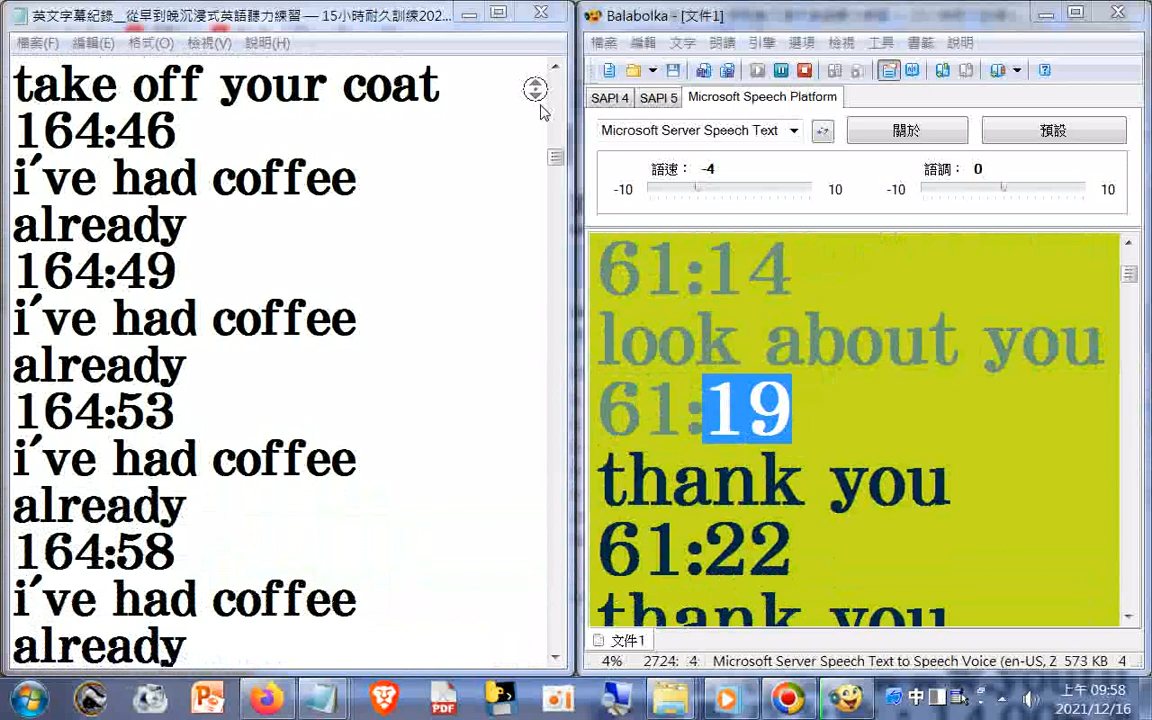 英文字幕紀錄__從早到晚沉浸式英語聽力練習 — 15小時耐久訓練202...
檔案(F) 編輯(E) 格式(O) 檢視(V) 說明(H)
take off your coat
164:46
i've had coffee
already
164:49
i've had coffee
already
164:53
i've had coffee
already
164:58
i've had coffee
already
Balabolka - [文件1]
檔案 編輯 文字 朗讀 引擎 選項 檢視 工具 書籤 說明
SAPI 4 SAPI 5 Microsoft Speech Platform
Microsoft Server Speech Text 關於 預設
語速: -4 語調: 0
-10 10 -10 10
61:14
look about you
61:19
thank you
61:22
thank you
文件1
4% 2724: 4: Microsoft Server Speech Text to Speech Voice (en-US, 2 573 KB 4
PDF
中
上午 09:58
2021/12/16